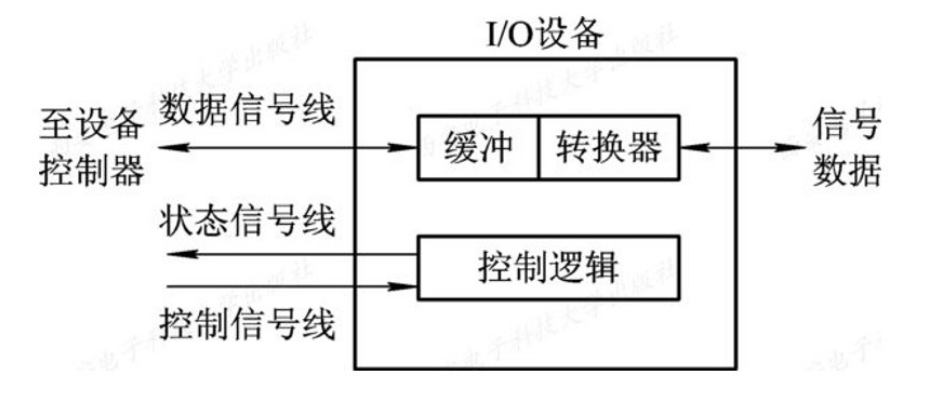 I/O设备
至设备
控制器
数据信号线
缓冲
转换器
信号
数据
状态信号线
控制逻辑
控制信号线